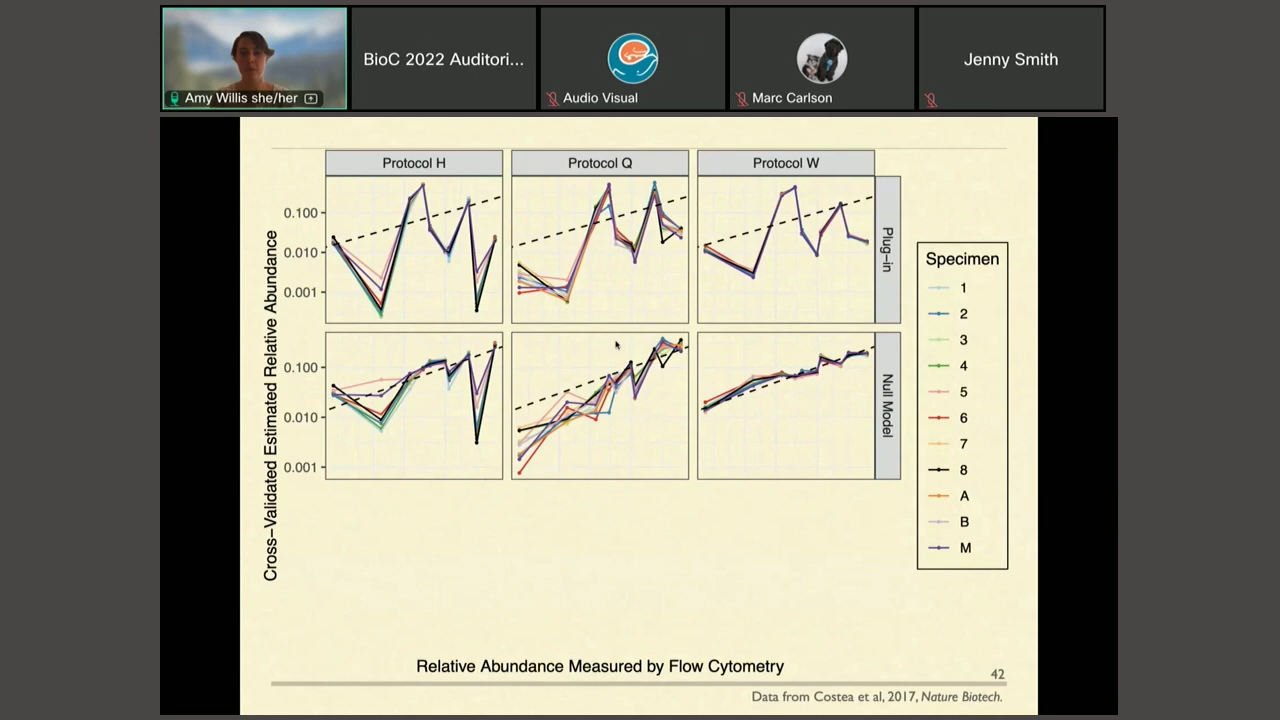 Amy Willis she/her
BioC 2022 Auditori...
Audio Visual
Marc Carlson
Jenny Smith
Protocol H
Protocol Q
Protocol W
Cross-Validated Estimated Relative Abundance
0.100
0.010
0.001
Plug-in
0.100
0.010
0.001
Null Model
Specimen
1
2
3
4
5
6
7
8
A
B
M
Relative Abundance Measured by Flow Cytometry
42
Data from Costea et al, 2017, Nature Biotech.